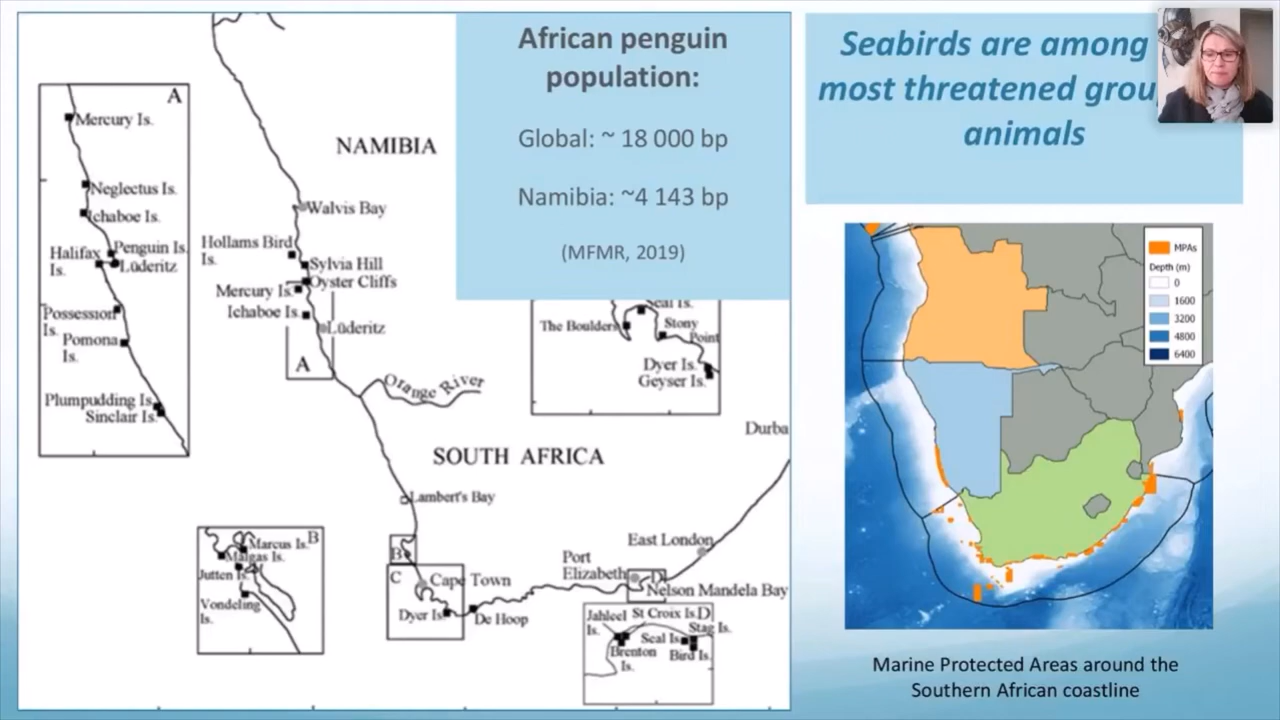 African penguin
population:
Global: ~ 18 000 bp
Namibia: ~4 143 bp
(MFMR, 2019)
Seabirds are among
most threatened grou
animals
A
Mercury Is.
Neglectus Is.
Ichaboe Is.
Penguin Is.
Halifax
Is.
Lüderitz
Possession
Is.
Pomona
Is.
Plumpudding Is.
Sinclair Is.
NAMIBIA
Walvis Bay
Hollams Bird
Is.
Sylvia Hill
Oyster Cliffs
Mercury Is.
Ichaboe Is.
Lüderitz
A
Orange River
Seal Is.
The Boulders
Stony
Point
Dyer Is.
Geyser Is.
Durba
SOUTH AFRICA
Lambert's Bay
B
C
Cape Town
Dyer Is.
De Hoop
Port
Elizabeth
East London
D
Nelson Mandela Bay
B
Marcus Is.
Malgas Is.
Jutten Is.
Vondeling
Is.
Jahleel
Is.
St Croix Is.
D
Stag Is.
Seal Is.
Brenton
Is.
Bird Is.
MPAs
Depth (m)
0
1600
3200
4800
6400
Marine Protected Areas around the
Southern African coastline